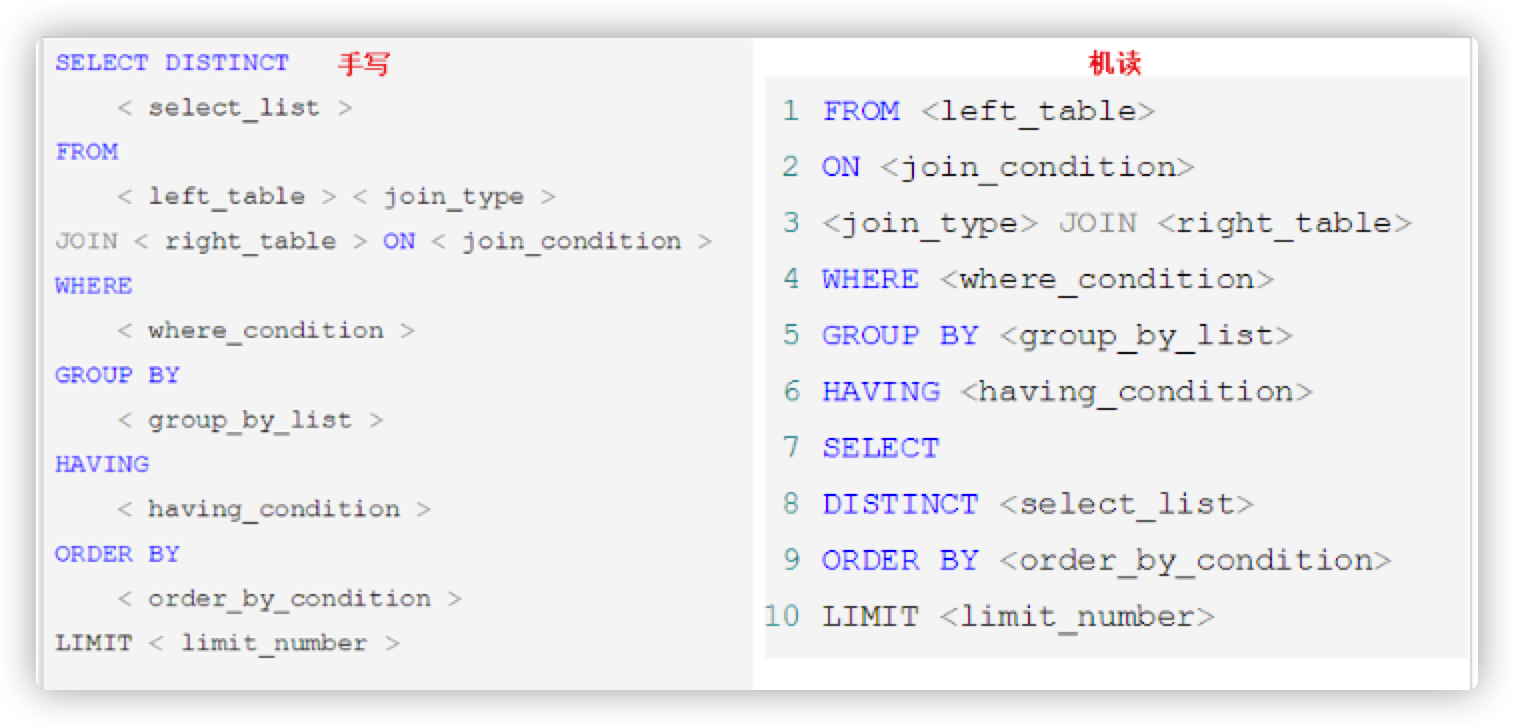 SELECT DISTINCT 手写
< select_list >
FROM
< left_table > < join_type >
JOIN < right_table > ON < join_condition >
WHERE
< where_condition >
GROUP BY
< group_by_list >
HAVING
< having_condition >
ORDER BY
< order_by_condition >
LIMIT < limit_number >
机读
1 FROM <left_table>
2 ON <join_condition>
3 <join_type> JOIN <right_table>
4 WHERE <where_condition>
5 GROUP BY <group_by_list>
6 HAVING <having_condition>
7 SELECT
8 DISTINCT <select_list>
9 ORDER BY <order_by_condition>
10 LIMIT <limit_number>